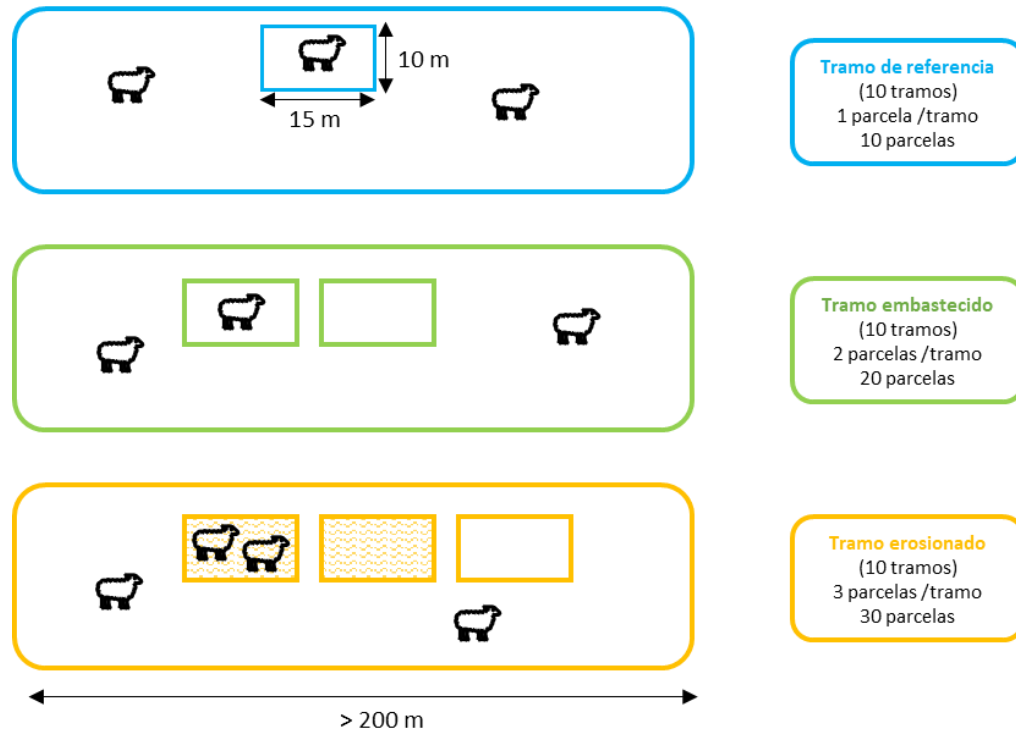 10 m
15 m
Tramo de referencia
(10 tramos)
1 parcela /tramo
10 parcelas
Tramo embastecido
(10 tramos)
2 parcelas /tramo
20 parcelas
Tramo erosionado
(10 tramos)
3 parcelas /tramo
30 parcelas
> 200 m